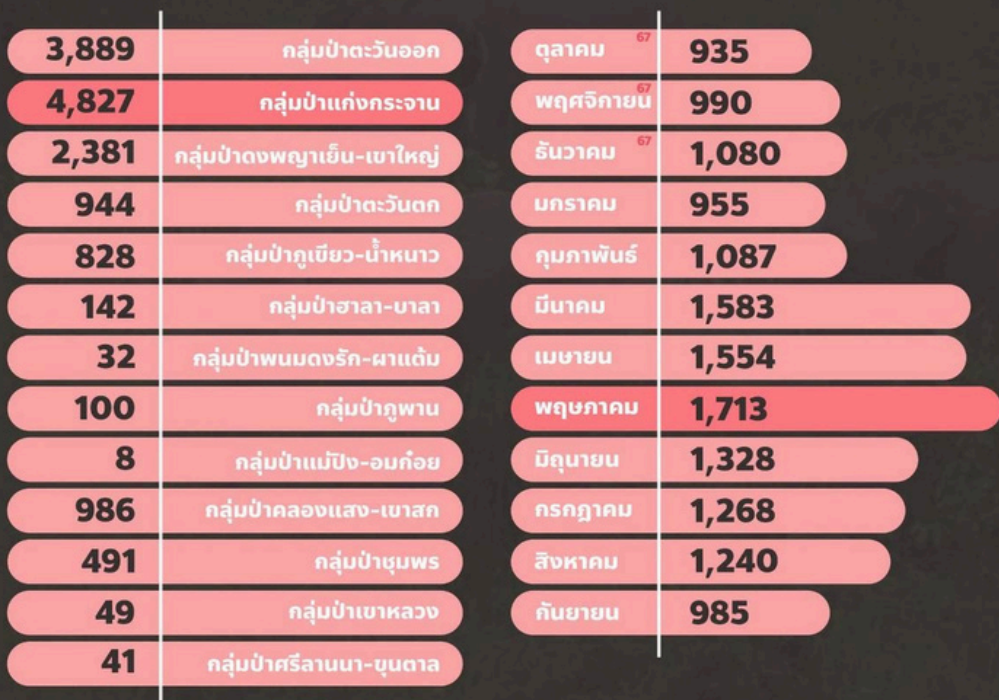 3,889 กลุ่มป่าตะวันออก
4,827 กลุ่มป่าแก่งกระจาน
2,381 กลุ่มป่าดงพญาเย็น-เขาใหญ่
944 กลุ่มป่าตะวันตก
828 กลุ่มป่าภูเขียว-น้ำหนาว
142 กลุ่มป่าฮาลา-บาลา
32 กลุ่มป่าพนมดงรัก-ผาแต้ม
100 กลุ่มป่าภูพาน
8 กลุ่มป่าแม่ปิง-อมก๋อย
986 กลุ่มป่าคลองแสง-เขาสก
491 กลุ่มป่าชุมพร
49 กลุ่มป่าเขาหลวง
41 กลุ่มป่าศรีลานนา-ขุนตาล
ตุลาคม 67 935
พฤศจิกายน 67 990
ธันวาคม 67 1,080
มกราคม 955
กุมภาพันธ์ 1,087
มีนาคม 1,583
เมษายน 1,554
พฤษภาคม 1,713
มิถุนายน 1,328
กรกฎาคม 1,268
สิงหาคม 1,240
กันยายน 985